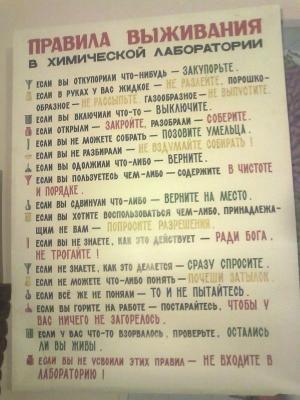 ПРАВИЛА ВЫЖИВАНИЯ
В ХИМИЧЕСКОЙ ЛАБОРАТОРИИ
ЕСЛИ ВЫ ОТКУПОРИЛИ ЧТО-НИБУДЬ — ЗАКУПОРЬТЕ.
ЕСЛИ В РУКАХ У ВАС ЖИДКОЕ — НЕ РАЗЛЕЙТЕ, ПОРОШКО-
ОБРАЗНОЕ — НЕ РАССЫПЬТЕ, ГАЗООБРАЗНОЕ — НЕ ВЫПУСТИТЕ.
ЕСЛИ ВЫ ВКЛЮЧИЛИ ЧТО-ТО — ВЫКЛЮЧИТЕ.
ЕСЛИ ОТКРЫЛИ — ЗАКРОЙТЕ, РАЗОБРАЛИ — СОБЕРИТЕ.
ЕСЛИ ВЫ НЕ МОЖЕТЕ СОБРАТЬ — ПОЗОВИТЕ УМЕЛЬЦА.
ЕСЛИ ВЫ НЕ РАЗБИРАЛИ — НЕ ВЗДУМАЙТЕ СОБИРАТЬ!
ЕСЛИ ВЫ ОДОЛЖИЛИ ЧТО-ЛИБО — ВЕРНИТЕ.
ЕСЛИ ВЫ ПОЛЬЗУЕТЕСЬ ЧЕМ-ЛИБО — СОДЕРЖИТЕ В ЧИСТОТЕ
И ПОРЯДКЕ.
ЕСЛИ ВЫ СДВИНУЛИ ЧТО-ЛИБО — ВЕРНИТЕ НА МЕСТО.
ЕСЛИ ВЫ ХОТИТЕ ВОСПОЛЬЗОВАТЬСЯ ЧЕМ-ЛИБО, ПРИНАДЛЕЖА-
ЩИМ НЕ ВАМ — ПОПРОСИТЕ РАЗРЕШЕНИЯ.
ЕСЛИ ВЫ НЕ ЗНАЕТЕ, КАК ЭТО ДЕЙСТВУЕТ — РАДИ БОГА,
НЕ ТРОГАЙТЕ!
ЕСЛИ НЕ ЗНАЕТЕ, КАК ЭТО ДЕЛАЕТСЯ — СРАЗУ СПРОСИТЕ.
ЕСЛИ НЕ МОЖЕТЕ ЧТО-ЛИБО ПОНЯТЬ — ПОЧЕШИ ЗАТЫЛОК.
ЕСЛИ ВСЁ ЖЕ НЕ ПОНЯЛИ — ТО И НЕ ПЫТАЙТЕСЬ.
ЕСЛИ ВЫ ГОРИТЕ НА РАБОТЕ — ПОСТАРАЙТЕСЬ, ЧТОБЫ У
ВАС НИЧЕГО НЕ ЗАГОРЕЛОСЬ.
ЕСЛИ У ВАС ЧТО-ТО ВЗОРВАЛОСЬ, ПРОВЕРЬТЕ, ОСТАЛИСЬ
ЛИ ВЫ ЖИВЫ.
ЕСЛИ ВЫ НЕ УСВОИЛИ ЭТИХ ПРАВИЛ — НЕ ВХОДИТЕ В
ЛАБОРАТОРИЮ!